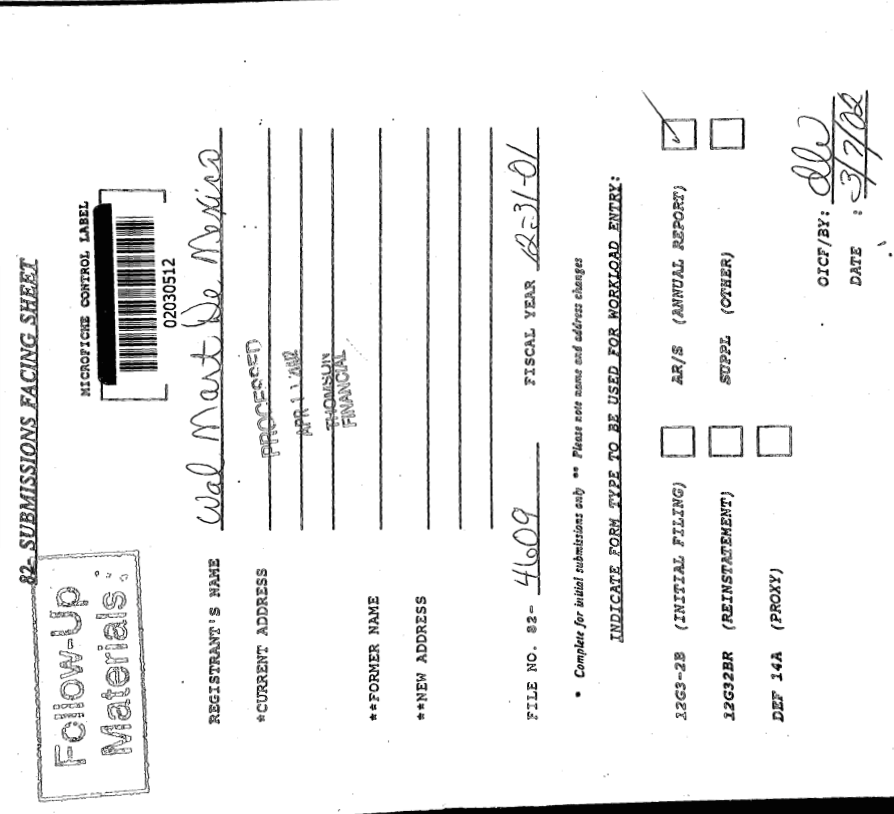 82- SUBMISSIONS FACING SHEET
Follow-Up
Materials
MICROFICHE CONTROL LABEL
02030512
REGISTRANT'S NAME Wal Mart De Mexico
*CURRENT ADDRESS
PROCESSED
APR 11 2002
THOMSON
FINANCIAL
**FORMER NAME
**NEW ADDRESS
FILE NO. 82- 4609 FISCAL YEAR 12-31-01
* Complete for initial submissions only ** Please note name and address changes
INDICATE FORM TYPE TO BE USED FOR WORKLOAD ENTRY:
12G3-2B (INITIAL FILING) AR/S (ANNUAL REPORT)
12G32BR (REINSTATEMENT) SUPPL (OTHER)
DEF 14A (PROXY)
OICF/BY:
DATE : 3/7/02